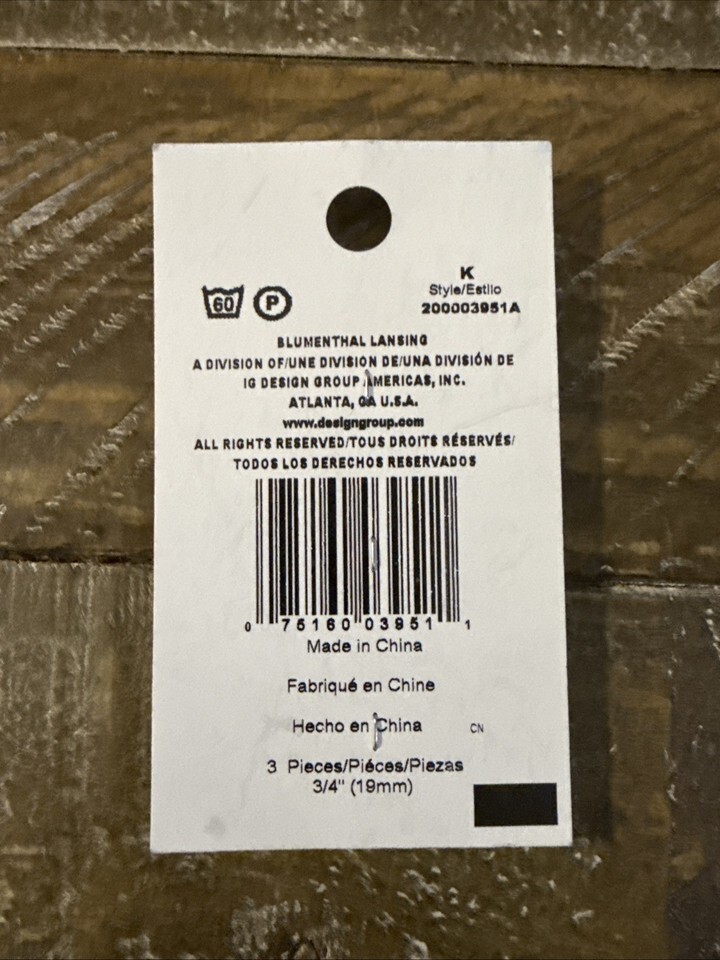 K
Style/Estilo
200003951A
60
P
BLUMENTHAL LANSING
A DIVISION OF/UNE DIVISION DE/UNA DIVISIÓN DE
IG DESIGN GROUP AMERICAS, INC.
ATLANTA, GA U.S.A.
www.designgroup.com
ALL RIGHTS RESERVED/TOUS DROITS RÉSERVÉS/
TODOS LOS DERECHOS RESERVADOS
0 75160 03951 1
Made in China
Fabriqué en Chine
Hecho en China
CN
3 Pieces/Piéces/Piezas
3/4" (19mm)